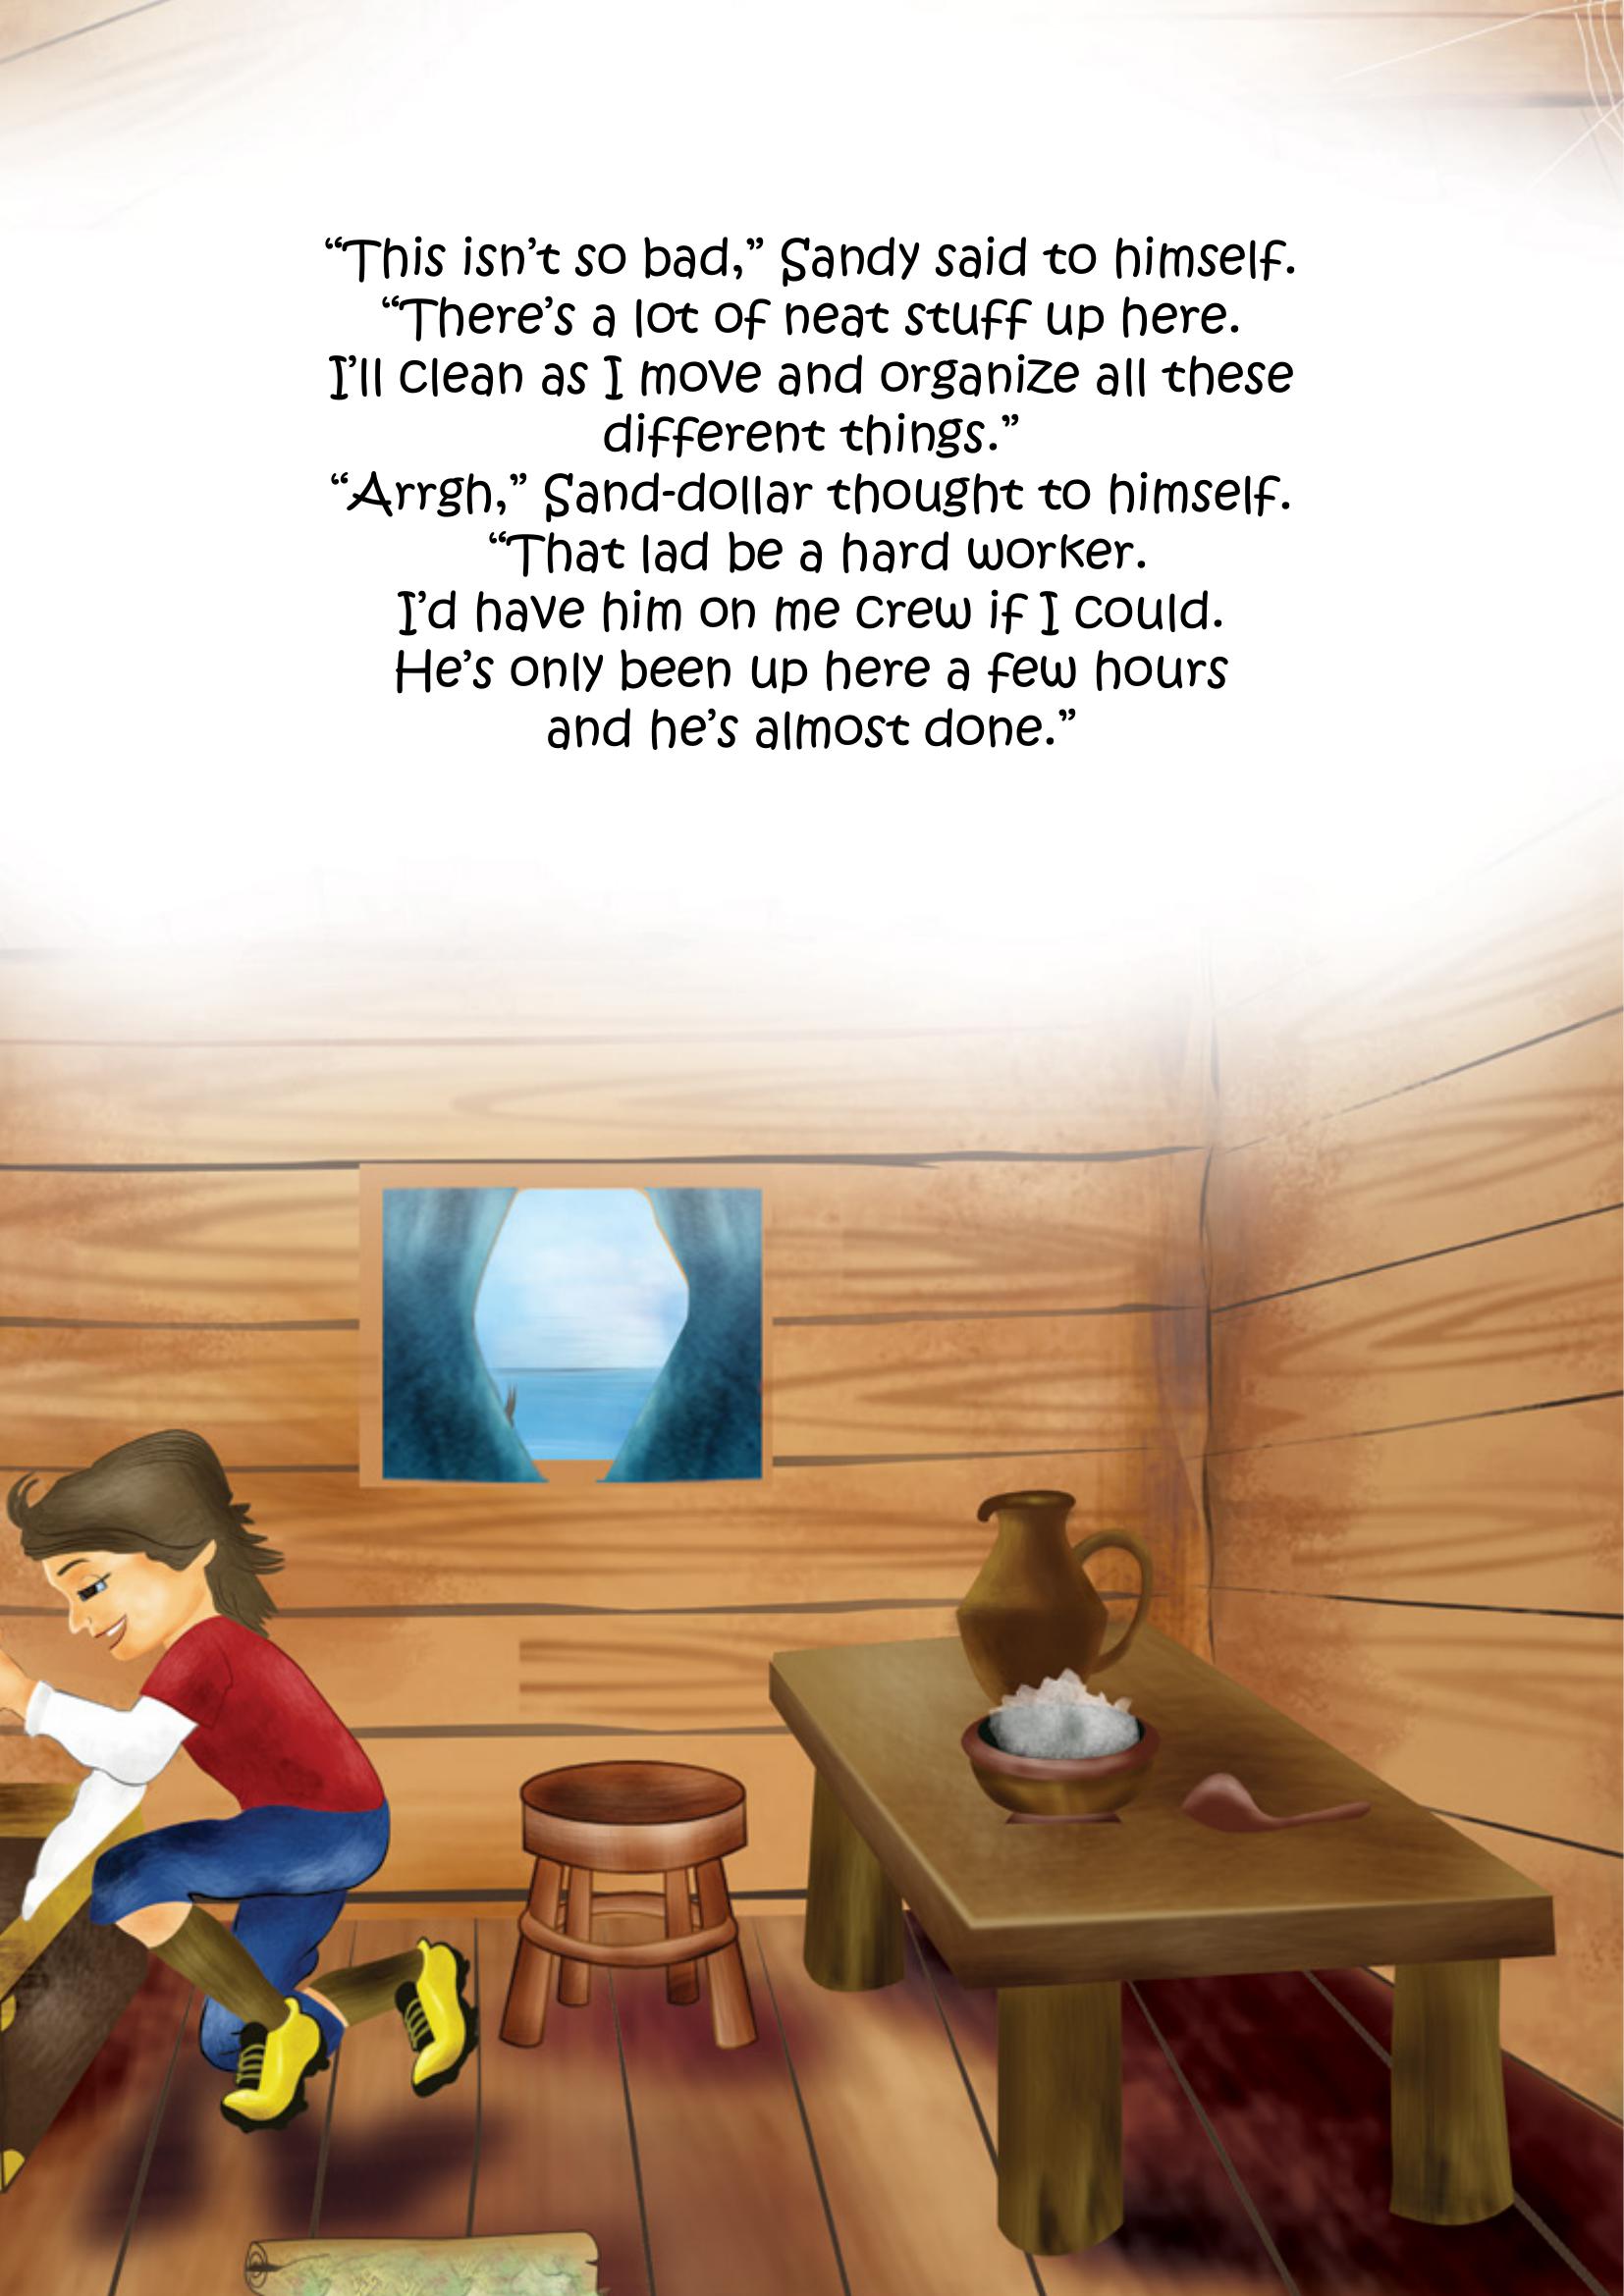 “This isn’t so bad,” Sandy said to himself.
“There’s a lot of neat stuff up here.
I’ll clean as I move and organize all these
different things.”
“Arrgh,” Sand-dollar thought to himself.
“That lad be a hard worker.
I’d have him on me crew if I could.
He’s only been up here a few hours
and he’s almost done.”